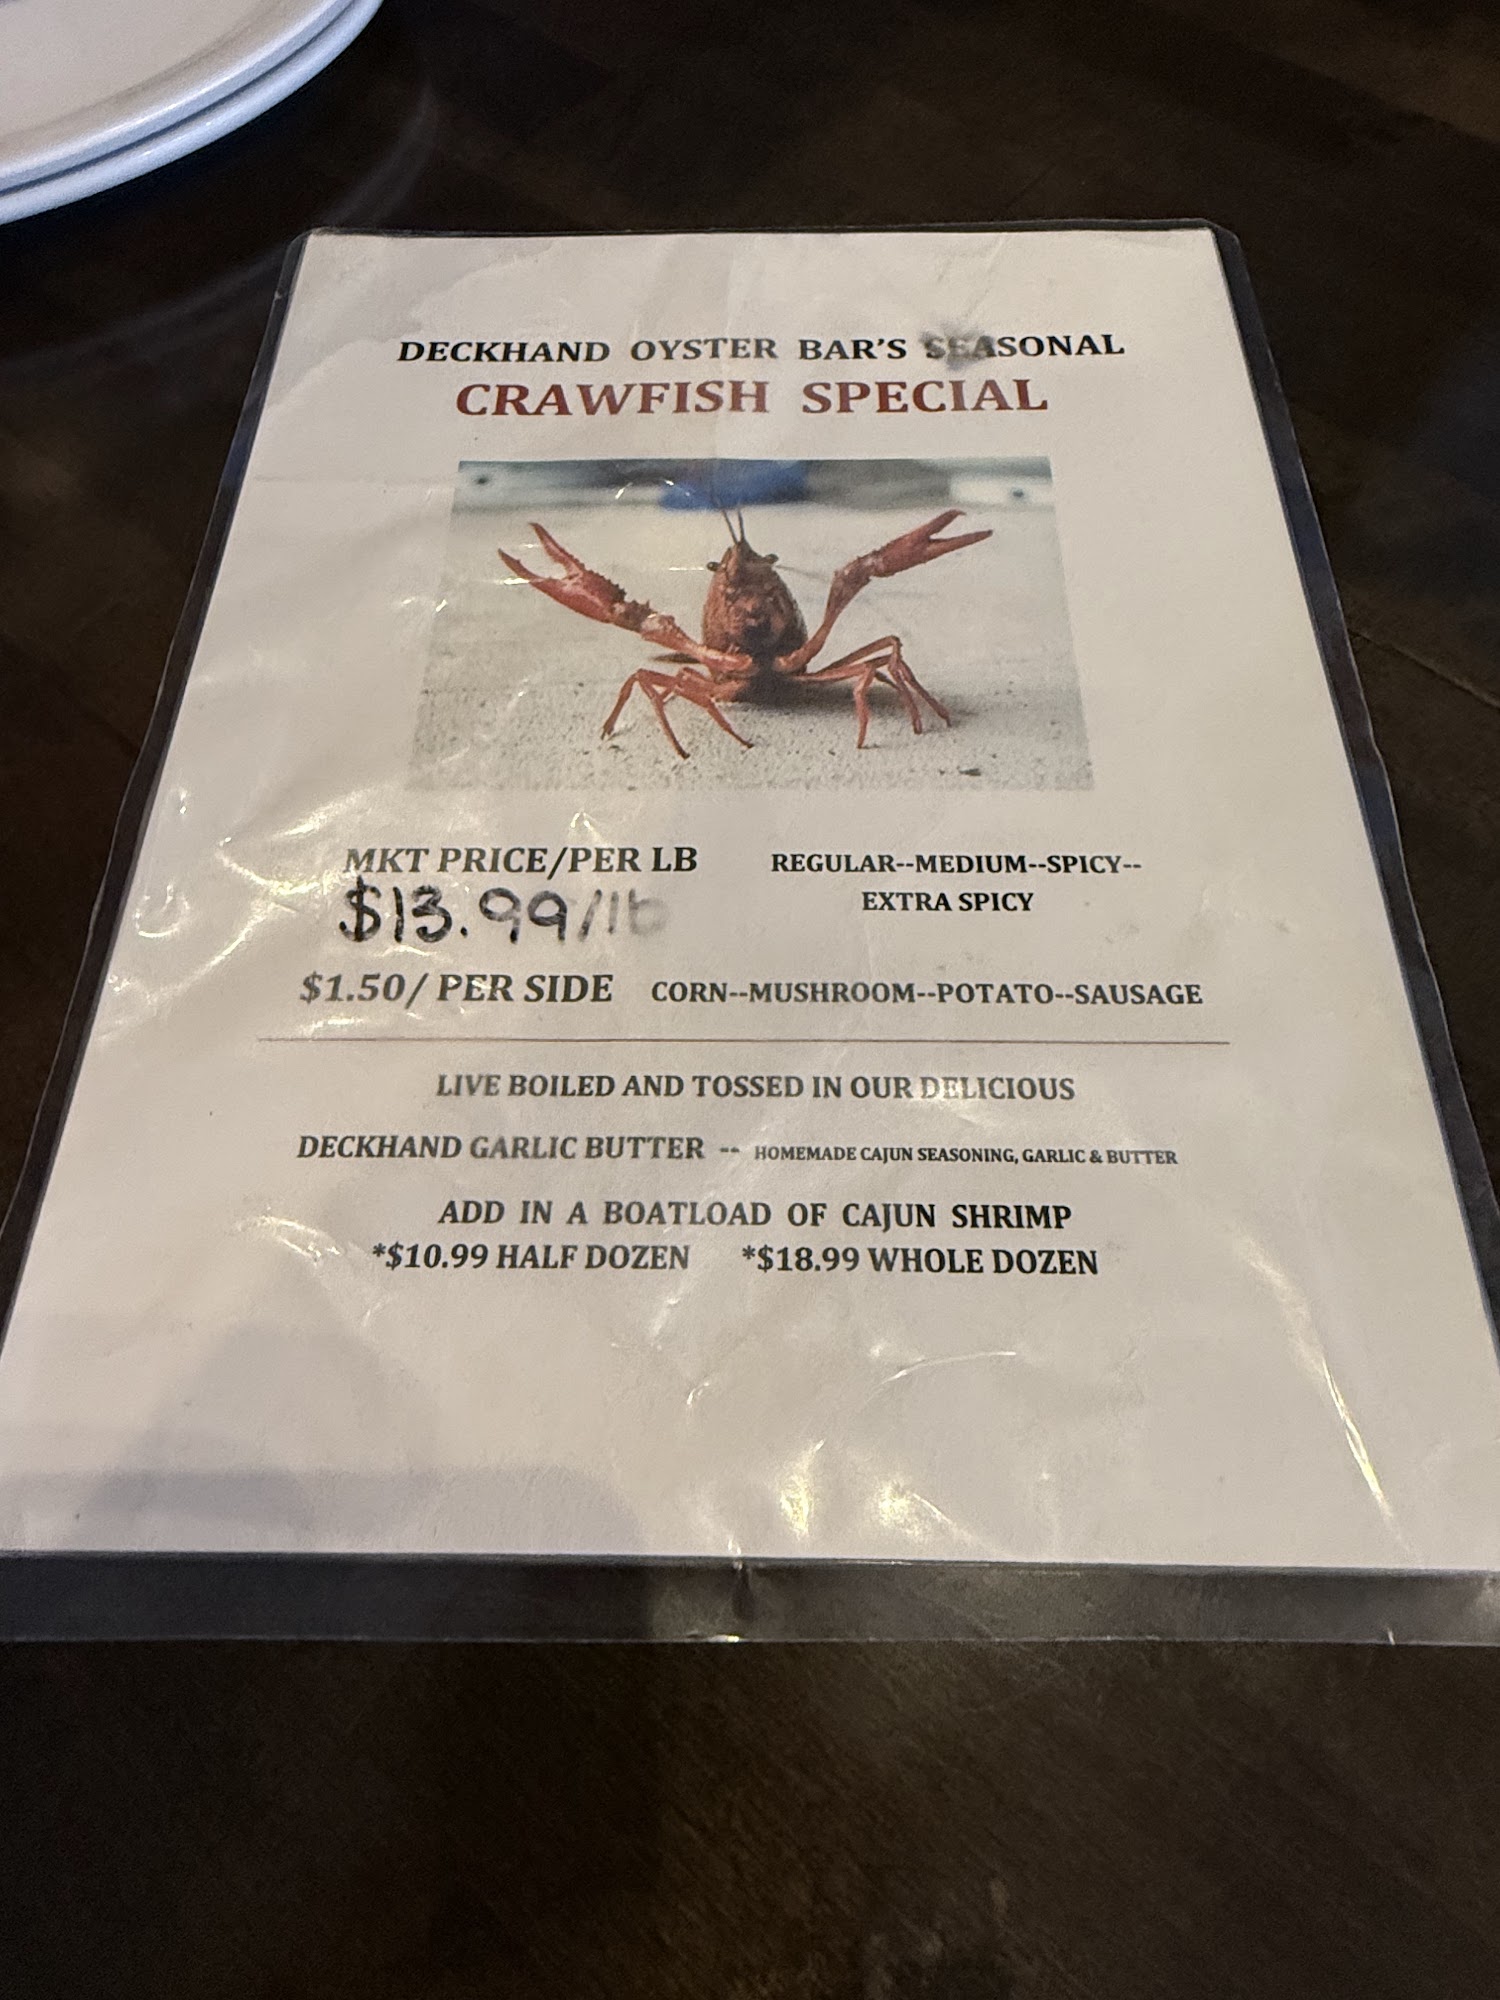 DECKHAND OYSTER BAR'S SEASONAL
CRAWFISH SPECIAL
MKT PRICE/PER LB
$13.99/lb
REGULAR--MEDIUM--SPICY--
EXTRA SPICY
$1.50/ PER SIDE CORN--MUSHROOM--POTATO--SAUSAGE
LIVE BOILED AND TOSSED IN OUR DELICIOUS
DECKHAND GARLIC BUTTER -- HOMEMADE CAJUN SEASONING, GARLIC & BUTTER
ADD IN A BOATLOAD OF CAJUN SHRIMP
*$10.99 HALF DOZEN *$18.99 WHOLE DOZEN